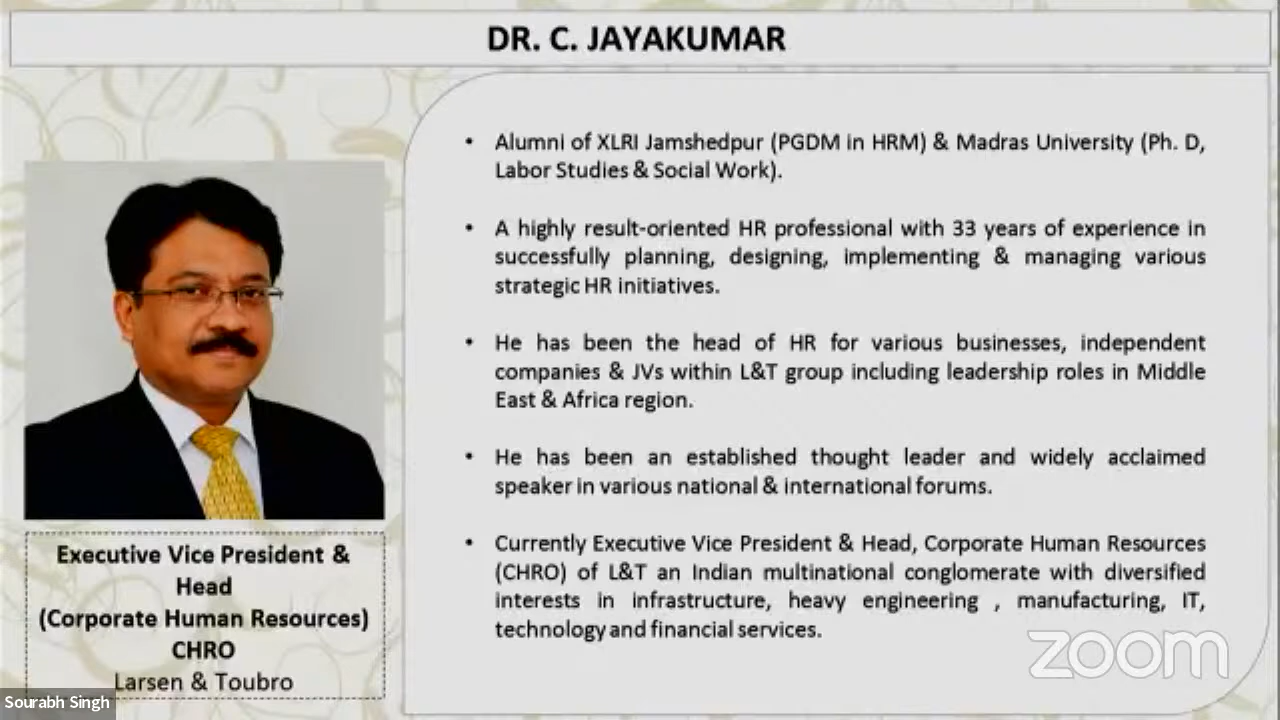 DR. C. JAYAKUMAR
• Alumni of XLRI Jamshedpur (PGDM in HRM) & Madras University (Ph. D,
Labor Studies & Social Work).
• A highly result-oriented HR professional with 33 years of experience in
successfully planning, designing, implementing & managing various
strategic HR initiatives.
• He has been the head of HR for various businesses, independent
companies & JVs within L&T group including leadership roles in Middle
East & Africa region.
• He has been an established thought leader and widely acclaimed
speaker in various national & international forums.
• Currently Executive Vice President & Head, Corporate Human Resources
(CHRO) of L&T an Indian multinational conglomerate with diversified
interests in infrastructure, heavy engineering , manufacturing, IT,
technology and financial services.
Executive Vice President &
Head
(Corporate Human Resources)
CHRO
Larsen & Toubro
zoom
Sourabh Singh